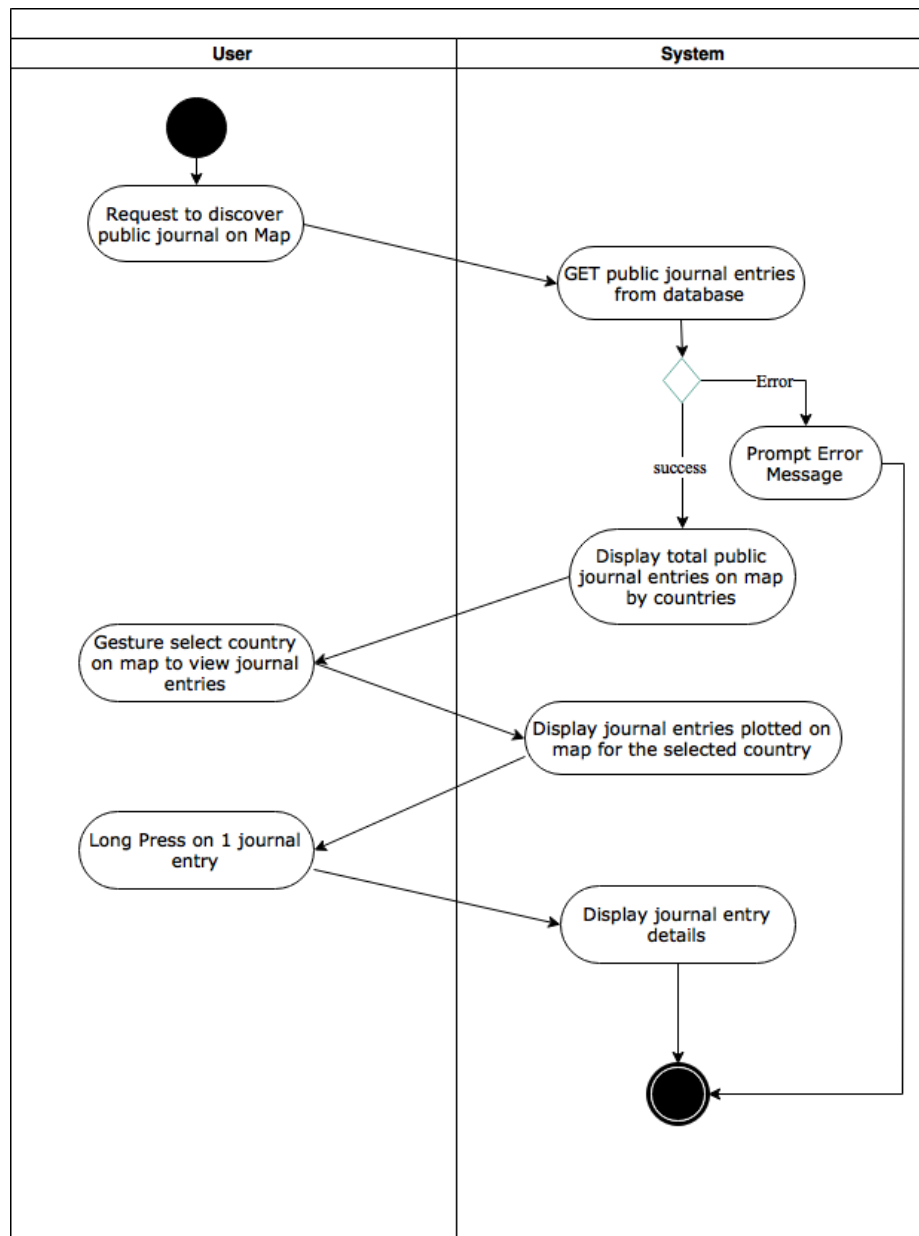 User
System
Request to discover
public journal on Map
GET public journal entries
from database
Error
Prompt Error
Message
success
Display total public
journal entries on map
by countries
Gesture select country
on map to view journal
entries
Display journal entries plotted on
map for the selected country
Long Press on 1 journal
entry
Display journal entry
details